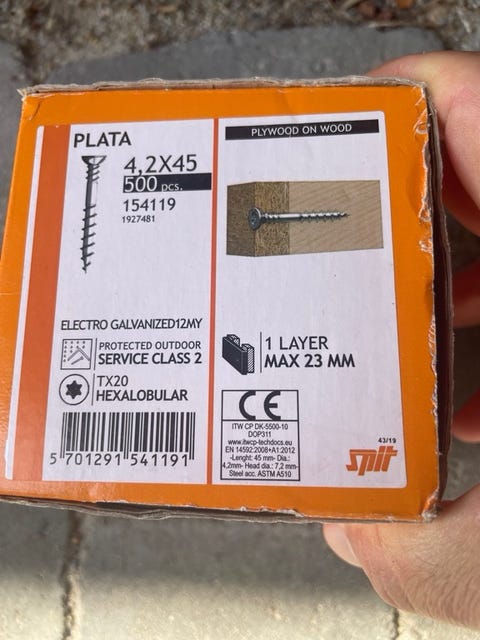 PLATA
4,2X45
500 pcs.
154119
1927481
ELECTRO GALVANIZED12MY
PROTECTED OUTDOOR
SERVICE CLASS 2
TX20
HEXALOBULAR
5 701291 541191
PLYWOOD ON WOOD
1 LAYER
MAX 23 MM
CE
ITW CP DK-5500-10
DOP311
www.itwcp-techdocs.eu
EN 14592:2008+A1:2012
-Lenght: 45 mm- Dia.:
4,2mm- Head dia.: 7,2 mm-
Steel acc. ASTM A510
43/19
spit